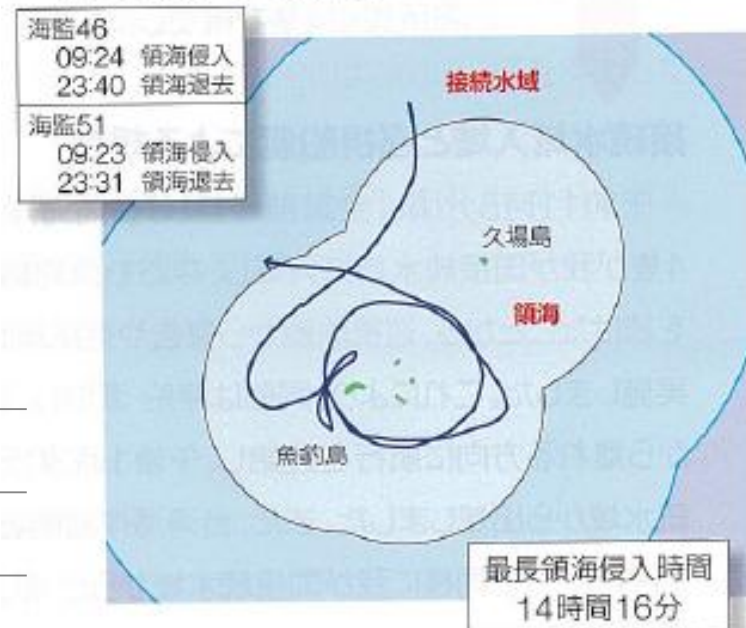 海監46
09:24 領海侵入
23:40 領海退去
海監51
09:23 領海侵入
23:31 領海退去
接続水域
久場島
領海
魚釣島
最長領海侵入時間
14時間16分